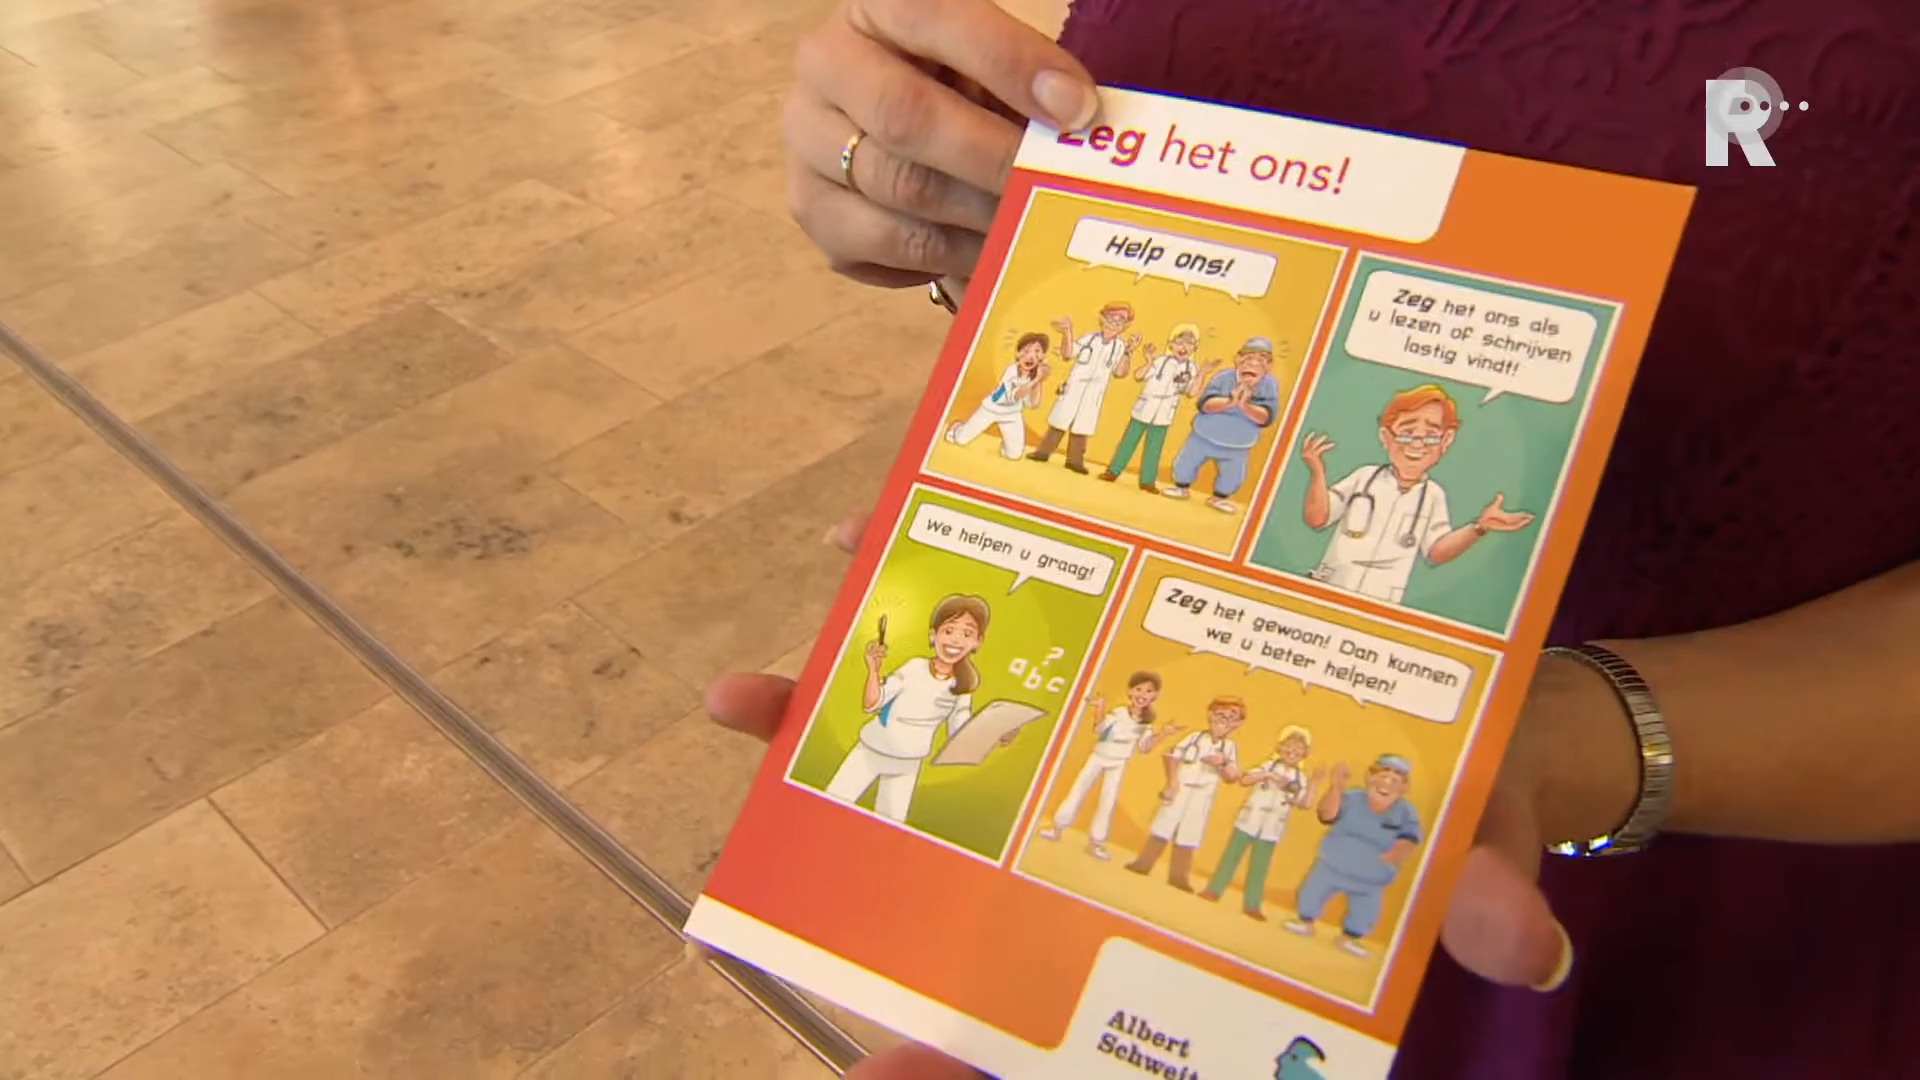 Zeg het ons!
Help ons!
Zeg het ons als
u lezen of schrijven
lastig vindt!
We helpen u graag!
? abc
Zeg het gewoon! Dan kunnen
we u beter helpen!
Albert
R